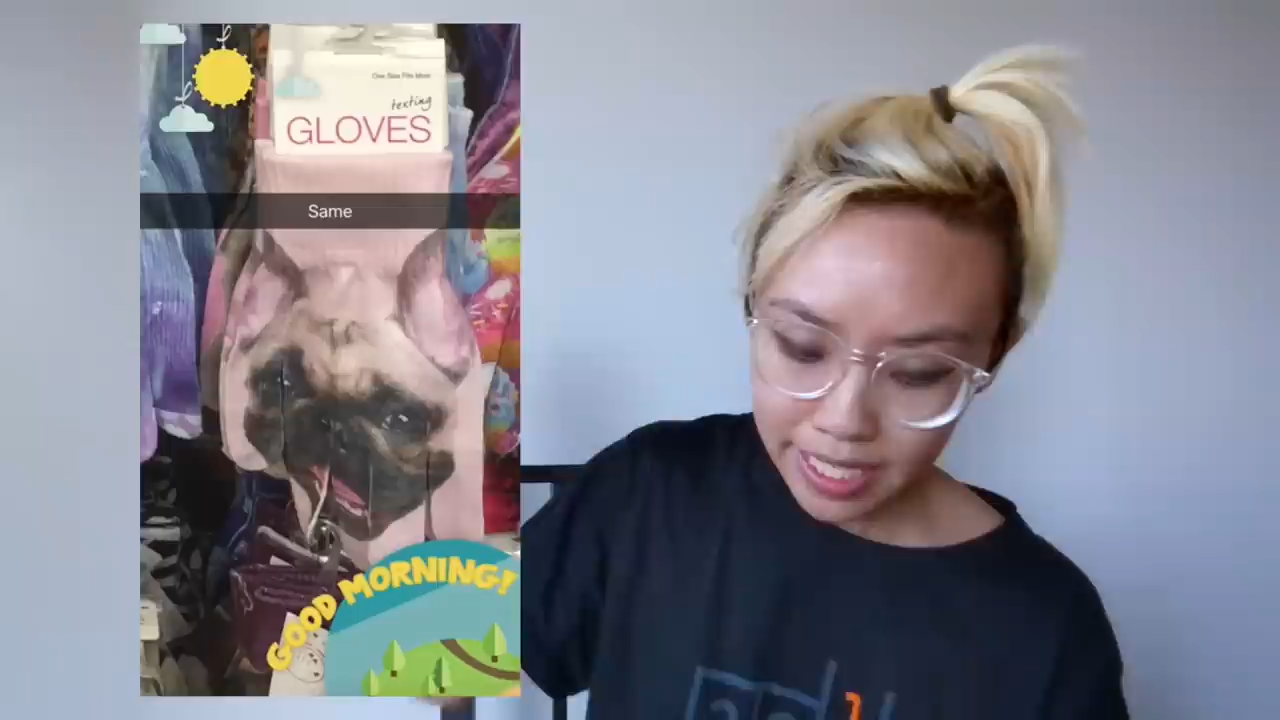 One Size Fits Most
texting
GLOVES
Same
GOOD MORNING!